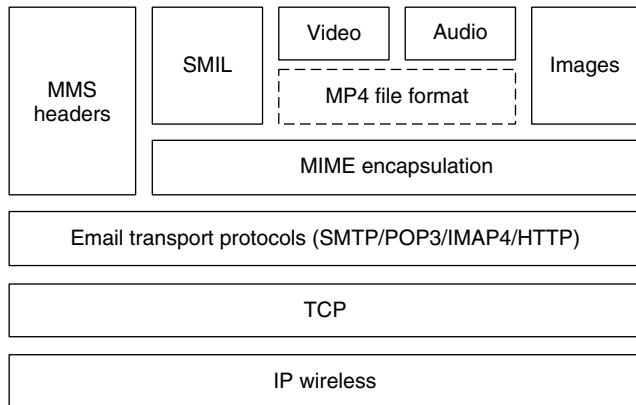 MMS
headers
SMIL
Video
Audio
MP4 file format
Images
MIME encapsulation
Email transport protocols (SMTP/POP3/IMAP4/HTTP)
TCP
IP wireless